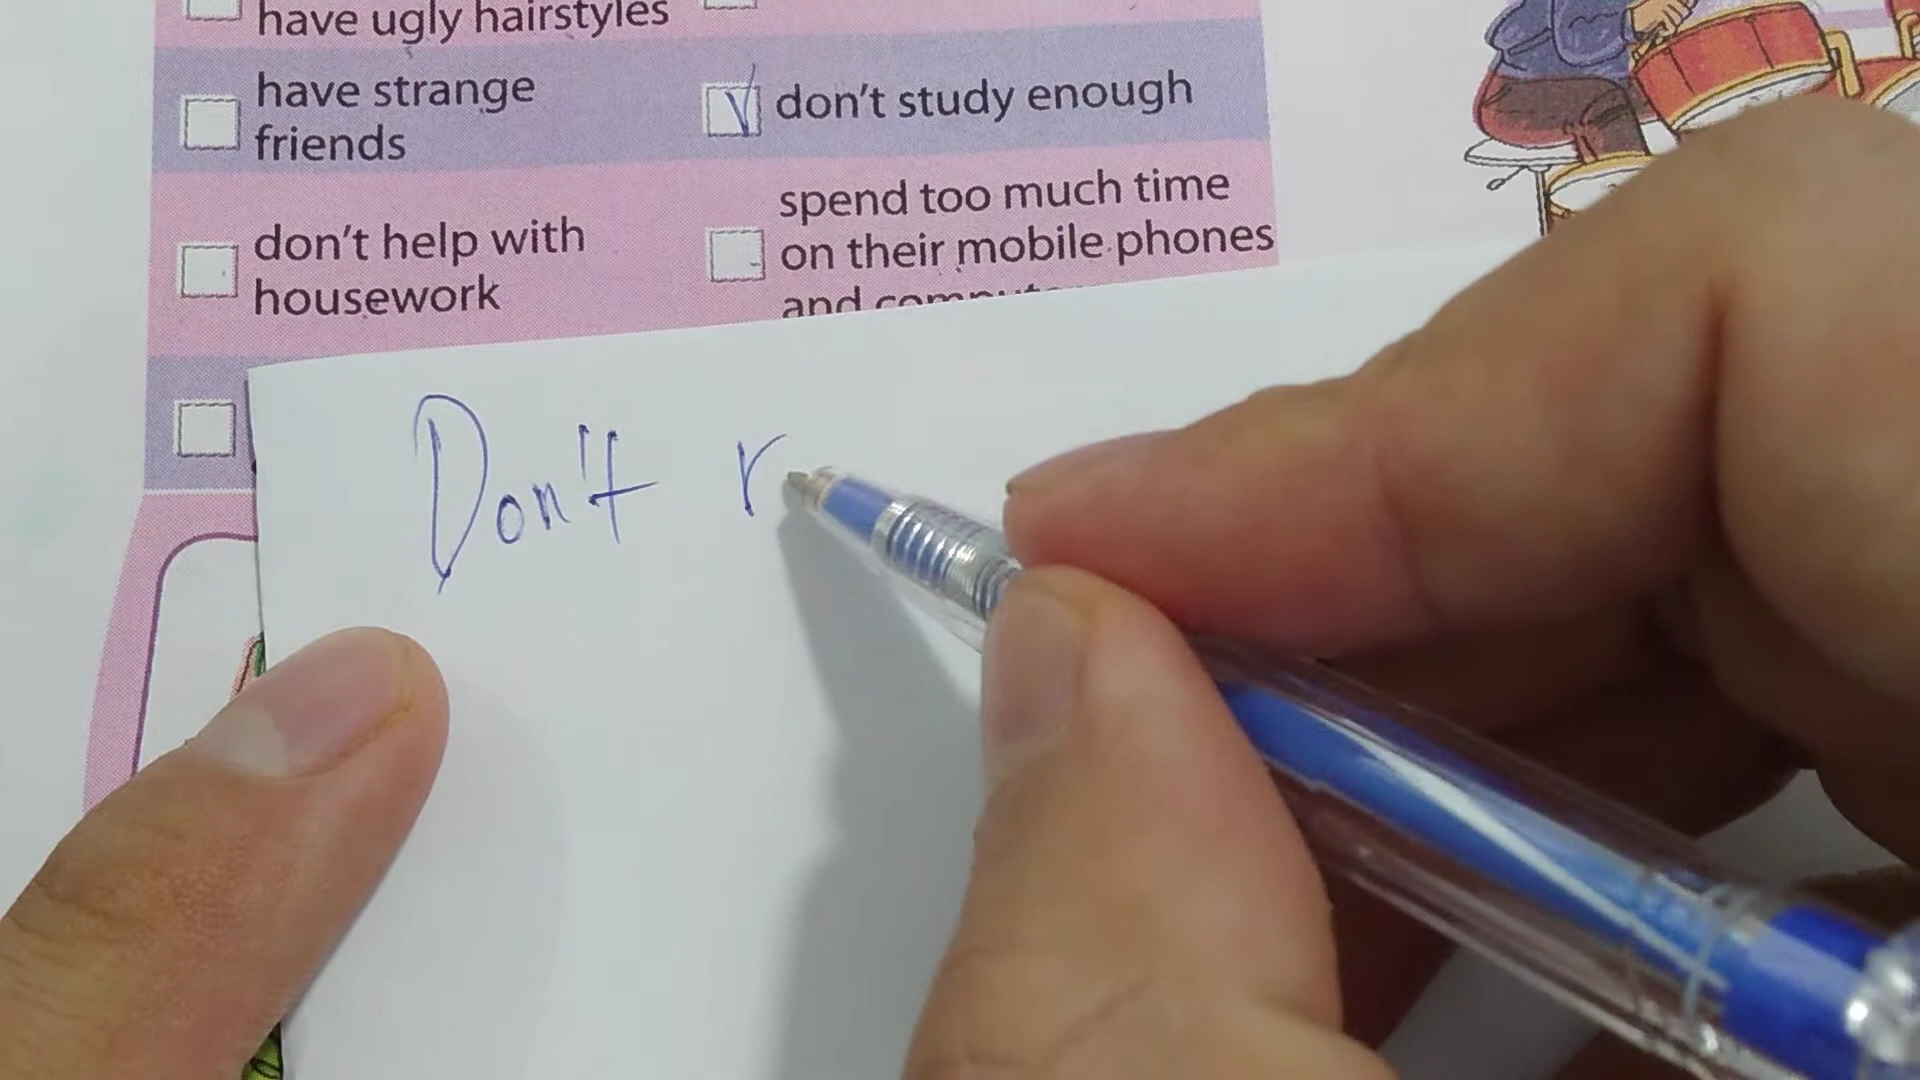 have ugly hairstyles
have strange
friends
don't study enough
don't help with
housework
spend too much time
on their mobile phones
and
Don't r